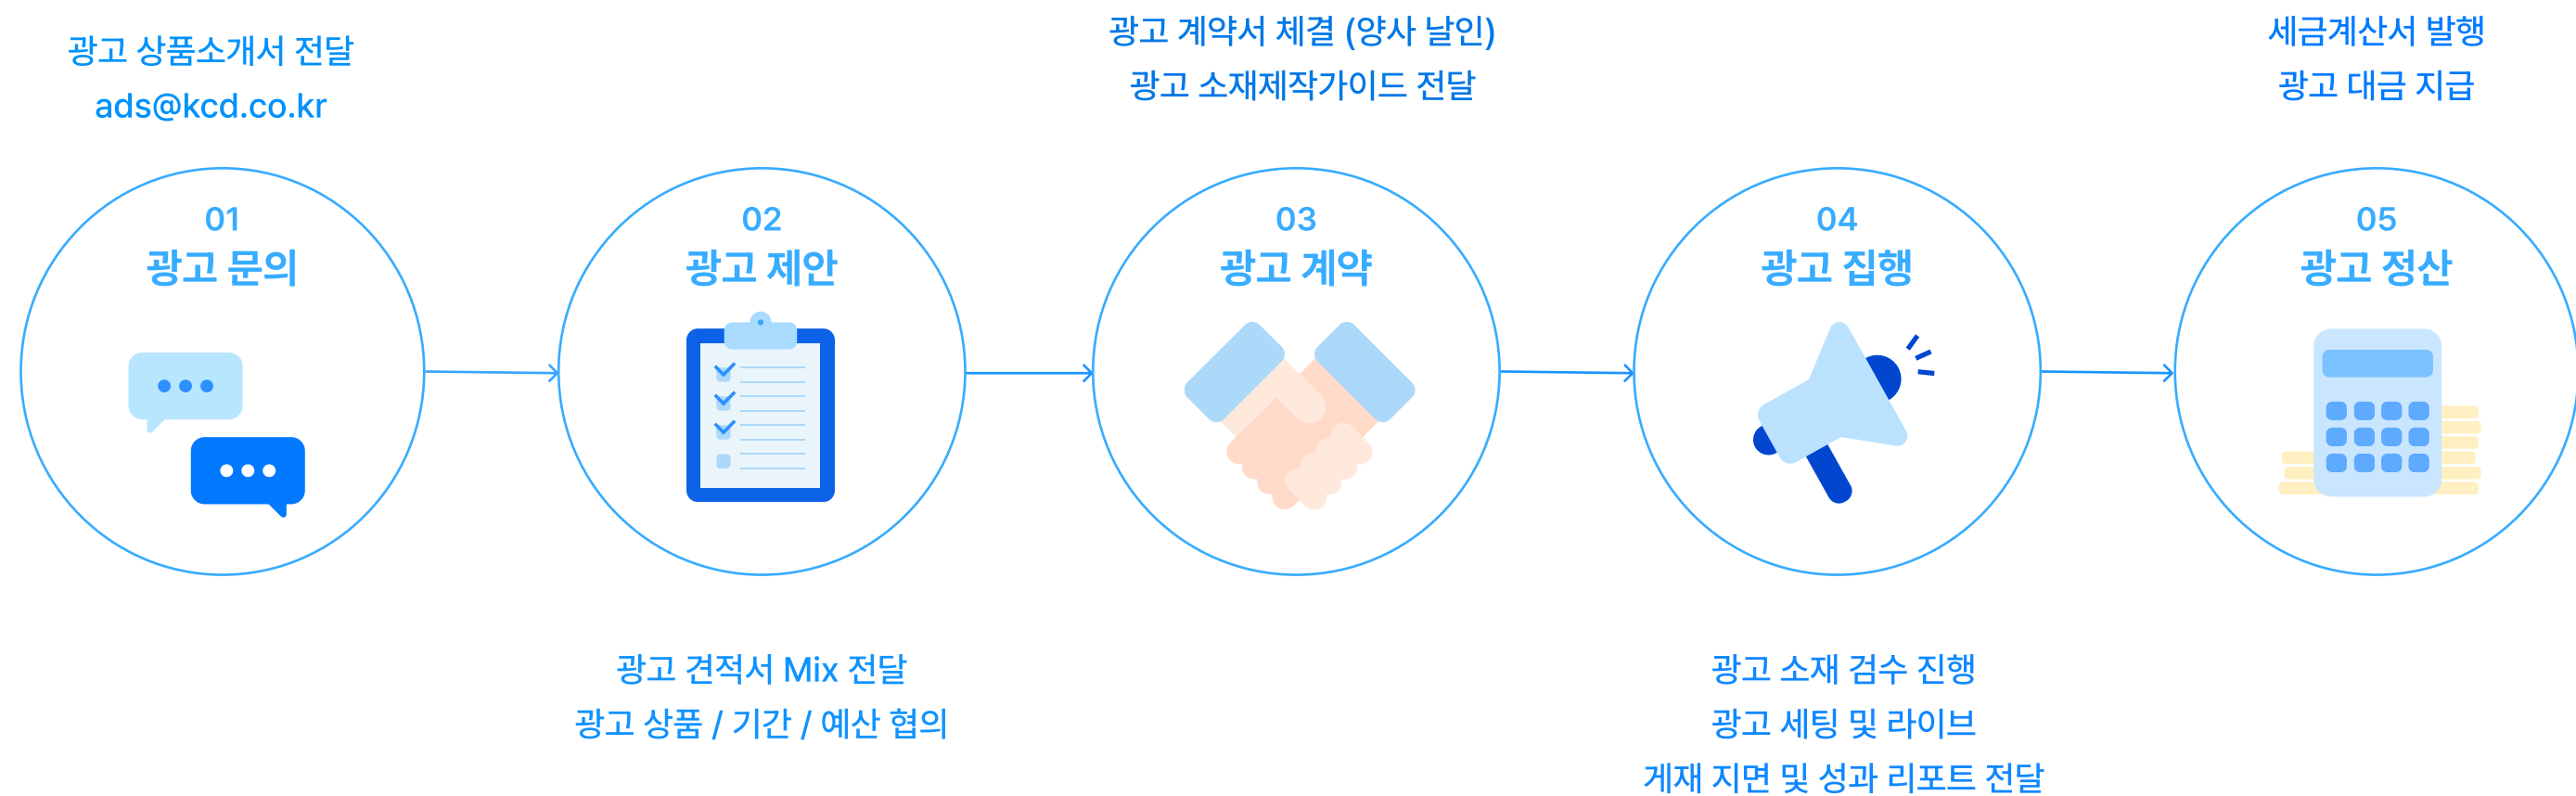 광고 상품소개서 전달
ads@kcd.co.kr
01
광고 문의
02
광고 제안
광고 견적서 Mix 전달
광고 상품 / 기간 / 예산 협의
광고 계약서 체결 (양사 날인)
광고 소재제작가이드 전달
03
광고 계약
04
광고 집행
광고 소재 검수 진행
광고 세팅 및 라이브
게재 지면 및 성과 리포트 전달
세금계산서 발행
광고 대금 지급
05
광고 정산